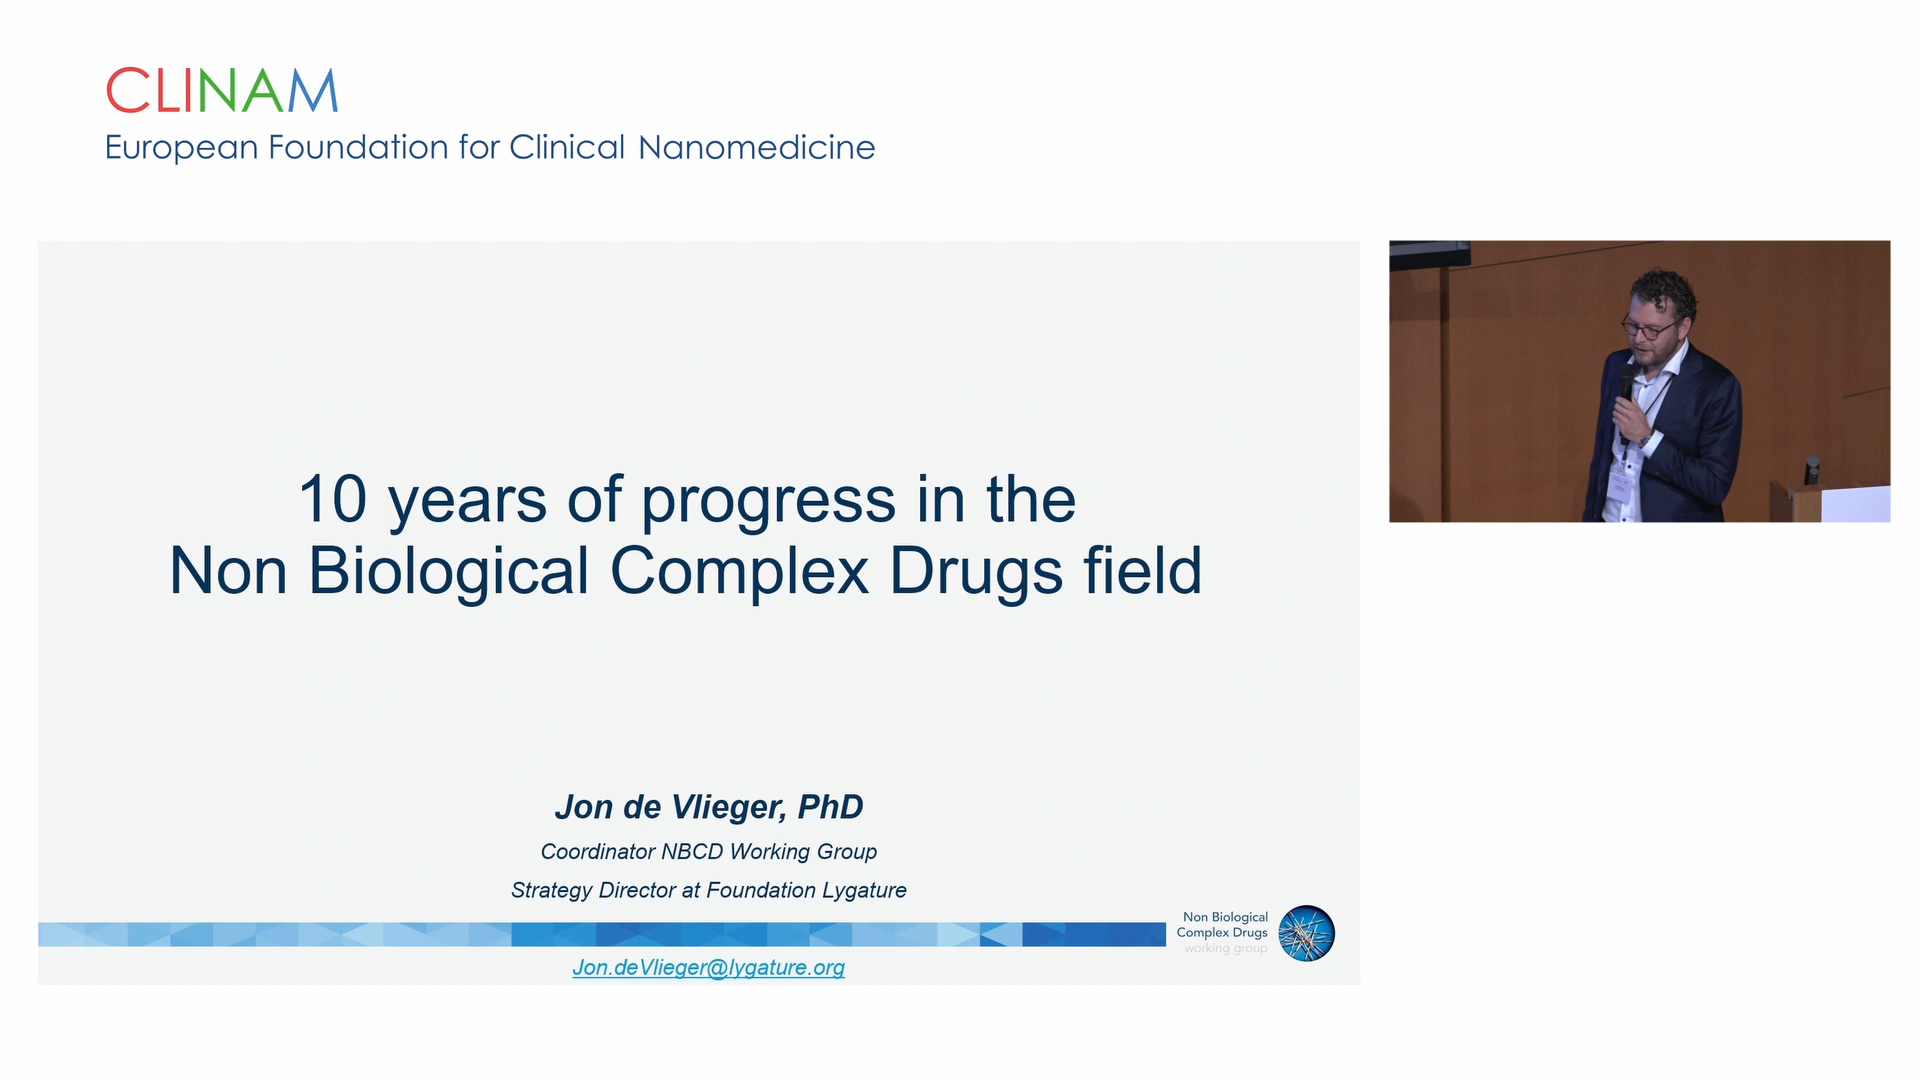 CLINAM
European Foundation for Clinical Nanomedicine
10 years of progress in the
Non Biological Complex Drugs field
Jon de Vlieger, PhD
Coordinator NBCD Working Group
Strategy Director at Foundation Lygature
Non Biological
Complex Drugs
working group
Jon.deVlieger@lygature.org